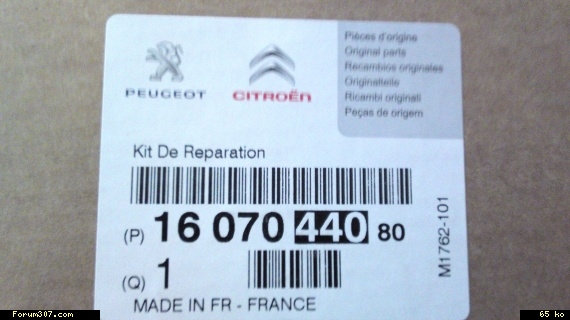 PEUGEOT
CITROËN
Pièces d'origine
Original parts
Recambios originales
Originalteile
Ricambi originali
Peças de origem
Kit De Reparation
(P) 16 070 440 80
(Q) 1
M1762-101
MADE IN FR - FRANCE
Forum307.com
65 ko